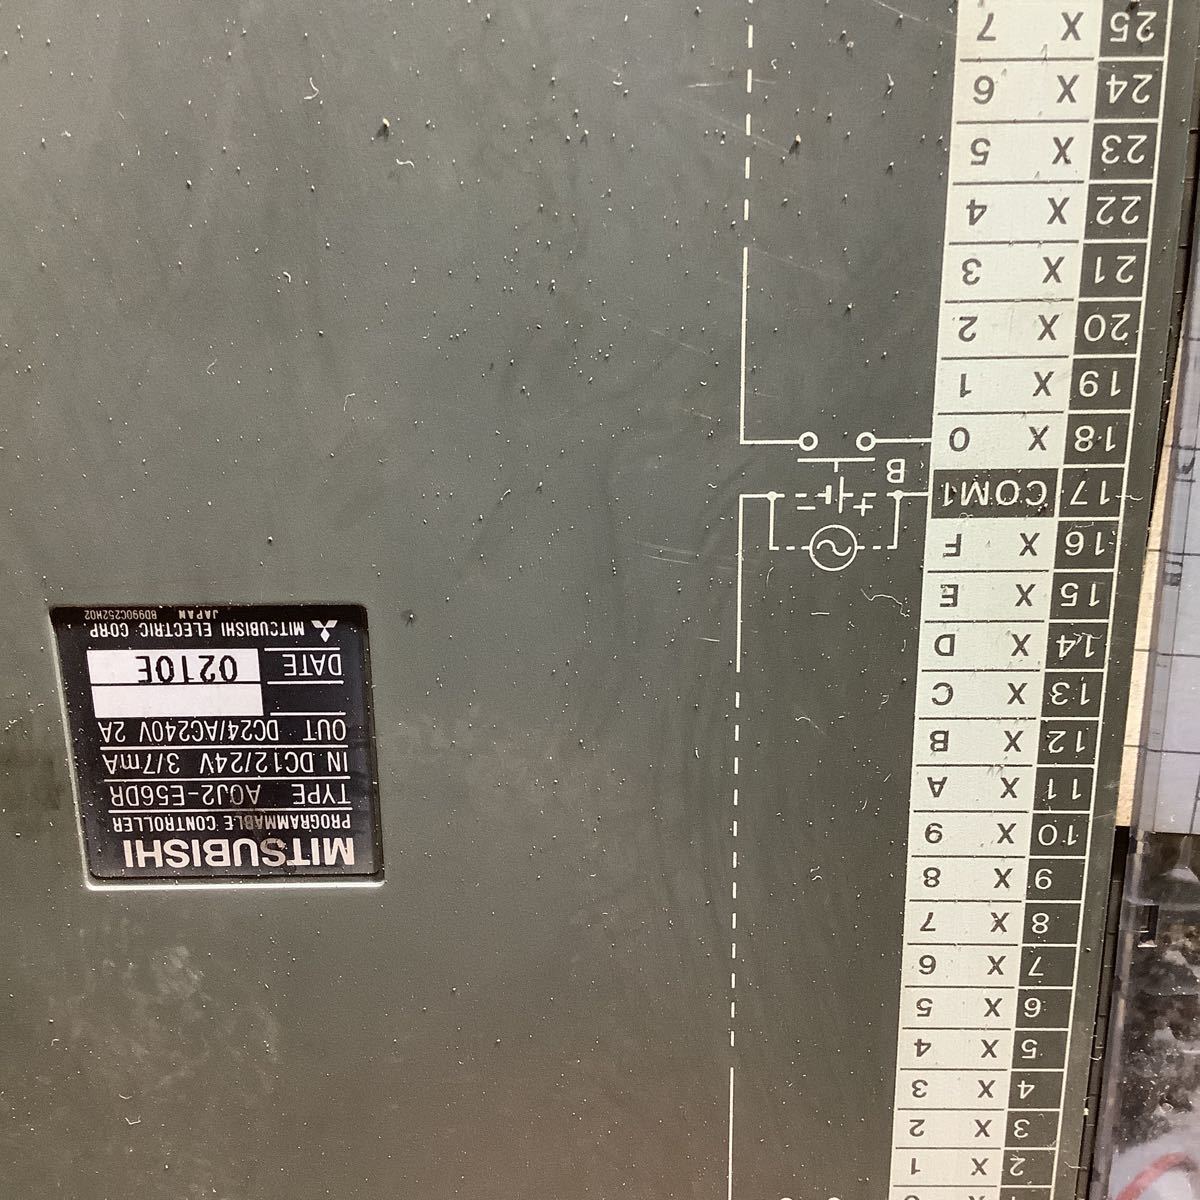 2 X 1
3 X 2
4 X 3
5 X 4
6 X 5
7 X 6
8 X 7
9 X 8
10 X 9
11 X A
12 X B
13 X C
14 X D
15 X E
16 X F
17 COM1
18 X 0
19 X 1
20 X 2
21 X 3
22 X 4
23 X 5
24 X 6
25 X 7
+ −
B
MITSUBISHI
PROGRAMMABLE CONTROLLER
TYPE A0J2-E56DR
IN DC12/24V 3/7mA
OUT DC24/AC240V 2A
DATE 0210E
MITSUBISHI ELECTRIC CORP
JAPAN BD990C252H02